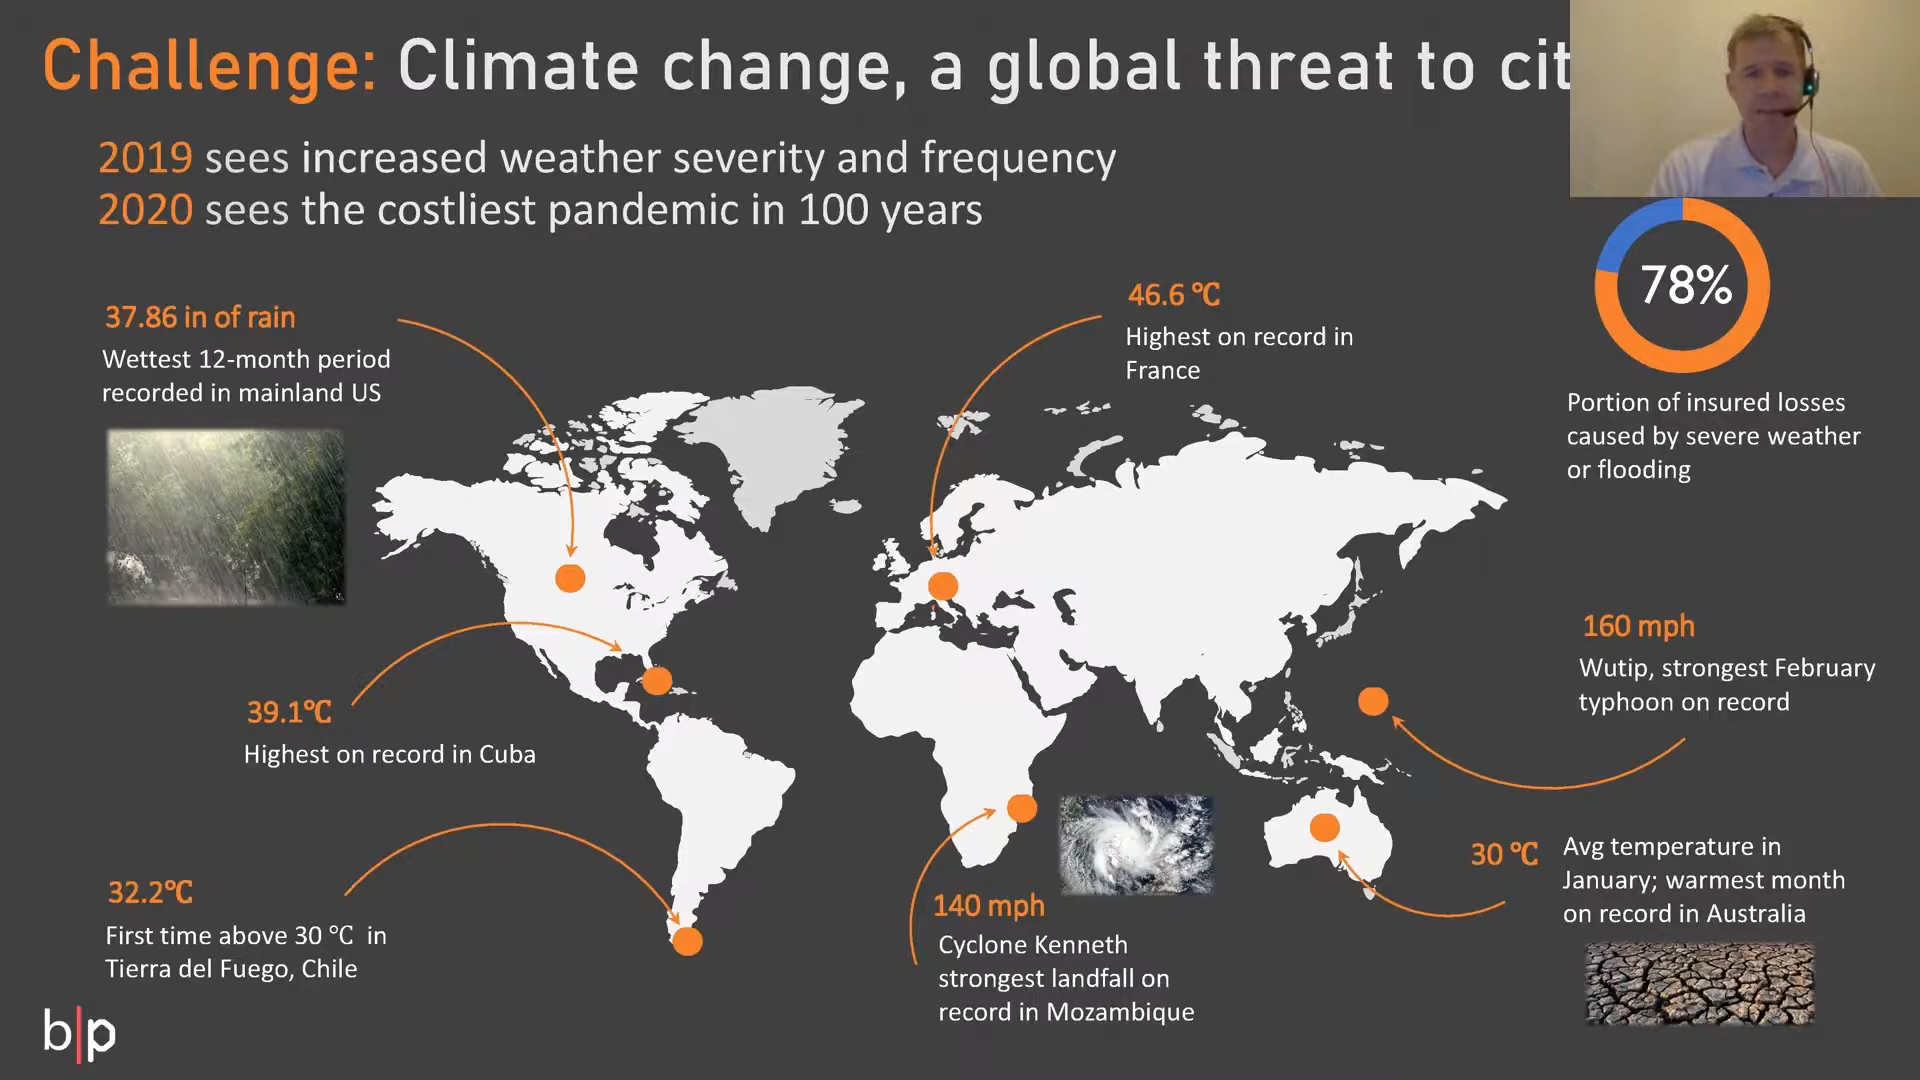 Challenge: Climate change, a global threat to cit
2019 sees increased weather severity and frequency
2020 sees the costliest pandemic in 100 years
37.86 in of rain
Wettest 12-month period
recorded in mainland US
46.6 ℃
Highest on record in
France
78%
Portion of insured losses
caused by severe weather
or flooding
39.1℃
Highest on record in Cuba
160 mph
Wutip, strongest February
typhoon on record
32.2℃
First time above 30 ℃ in
Tierra del Fuego, Chile
140 mph
Cyclone Kenneth
strongest landfall on
record in Mozambique
30 ℃
Avg temperature in
January; warmest month
on record in Australia
b|p